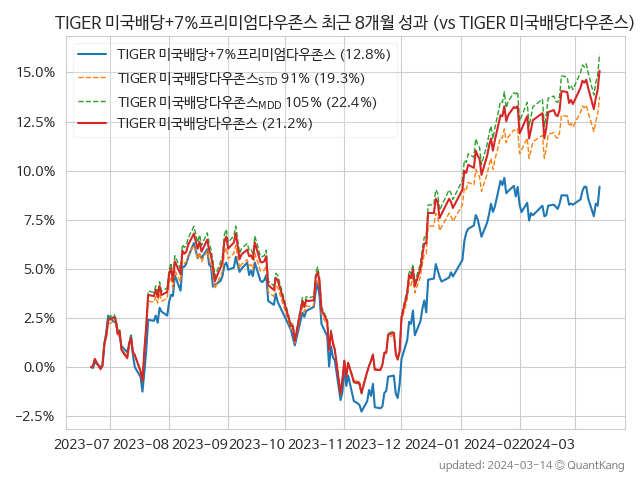 TIGER 미국배당+7%프리미엄다우존스 최근 8개월 성과 (vs TIGER 미국배당다우존스)
TIGER 미국배당+7%프리미엄다우존스 (12.8%)
TIGER 미국배당다우존스STD 91% (19.3%)
TIGER 미국배당다우존스MDD 105% (22.4%)
TIGER 미국배당다우존스 (21.2%)
15.0%
12.5%
10.0%
7.5%
5.0%
2.5%
0.0%
−2.5%
2023-07 2023-08 2023-09 2023-10 2023-11 2023-12 2024-01 2024-02 2024-03
updated: 2024-03-14 © QuantKang